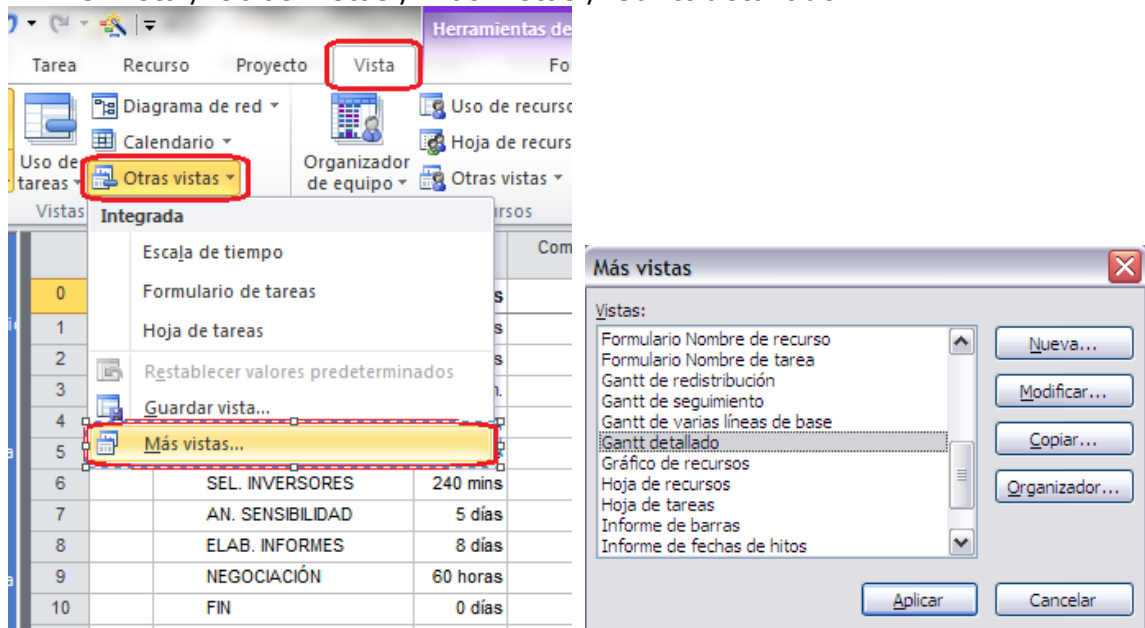 Herramientas de
Tarea Recurso Proyecto Vista Fo
Diagrama de red
Calendario
Otras vistas
Uso de
tareas
Organizador
de equipo
Uso de recurso
Hoja de recurs
Otras vistas
Vistas
Integrada
Escala de tiempo
Formulario de tareas
Hoja de tareas
Restablecer valores predeterminados
Guardar vista...
Más vistas...
Com
0
1
2
3
4
5
6 SEL. INVERSORES 240 mins
7 AN. SENSIBILIDAD 5 días
8 ELAB. INFORMES 8 días
9 NEGOCIACIÓN 60 horas
10 FIN 0 días
Más vistas
Vistas:
Formulario Nombre de recurso
Formulario Nombre de tarea
Gantt de redistribución
Gantt de seguimiento
Gantt de varias líneas de base
Gantt detallado
Gráfico de recursos
Hoja de recursos
Hoja de tareas
Informe de barras
Informe de fechas de hitos
Nueva...
Modificar...
Copiar...
Organizador...
Aplicar
Cancelar